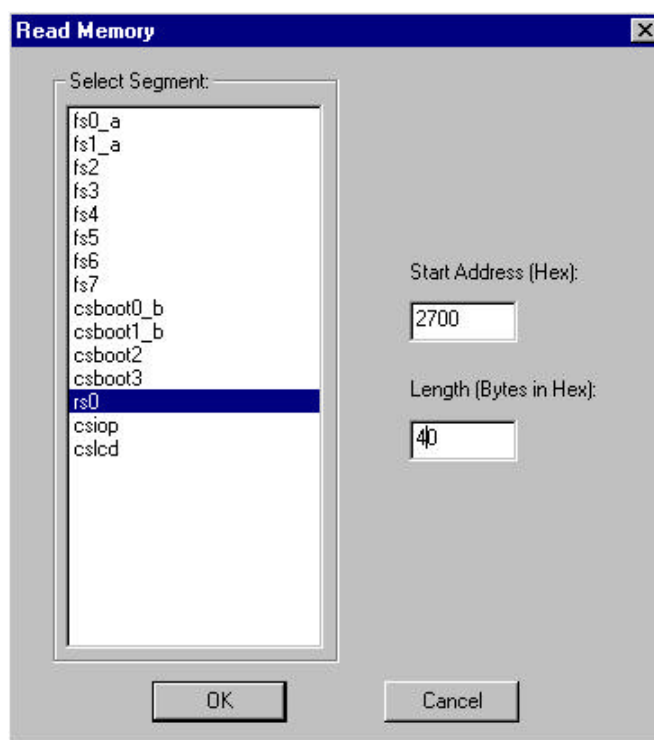 Read Memory
Select Segment:
fs0_a
fs1_a
fs2
fs3
fs4
fs5
fs6
fs7
csboot0_b
csboot1_b
csboot2
csboot3
rs0
csiop
cslcd
Start Address (Hex):
2700
Length (Bytes in Hex):
40
OK
Cancel